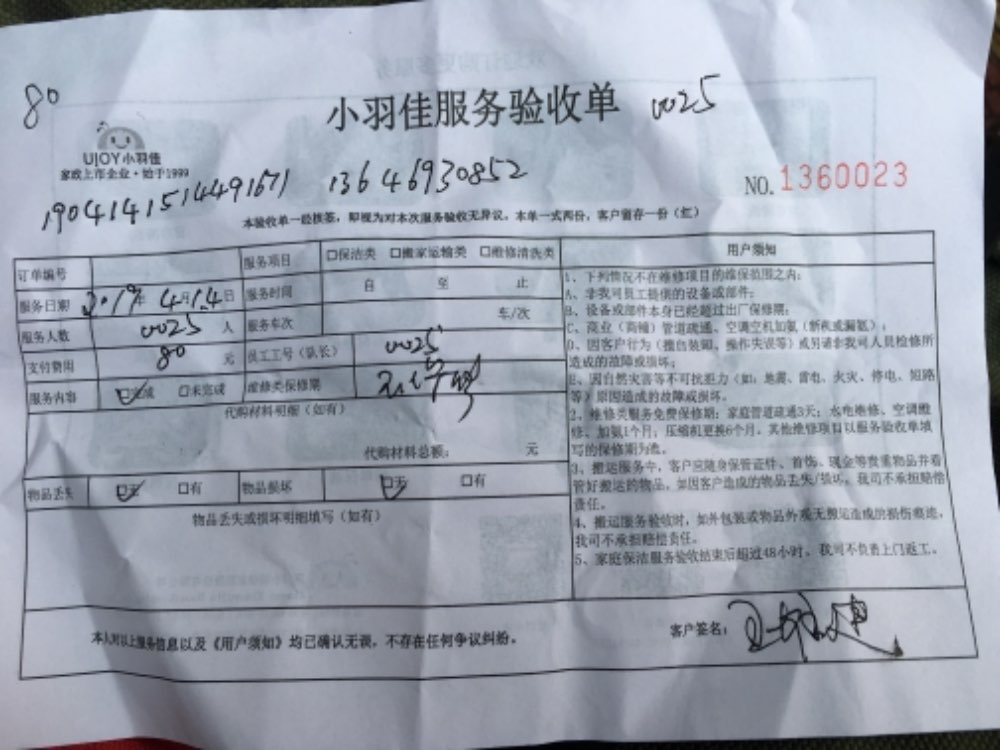 80
小羽佳服务验收单 0025
UJOY小羽佳
家政上市企业·始于1999
1904141514491671 13646930852
NO.1360023
本验收单一经核签，即视为对本次服务验收无异议。本单一式两份，客户留存一份（红）
订单编号 服务项目 □保洁类 □搬家运输类 □维修清洗类
服务日期 2019年4月14日 服务时间 自 至 止
服务人数 0025 人 服务车次 车/次
支付费用 80 元 员工工号（队长） 0025
服务内容 ☑完成 □未完成 维修类保修期
代购材料明细（如有）
代购材料总额： 元
物品丢失 ☑无 □有 物品损坏 ☑无 □有
物品丢失或损坏明细填写（如有）
用户须知
1、下列情况不在维修项目的维保范围之内：
A、非我司员工提供的设备或部件；
B、设备或部件本身已经超过出厂保修期；
C、商业（商铺）管道疏通、空调空机加氨（新机或漏氨）；
D、因客户行为（擅自装卸、操作失误等）或另请非我司人员检修所
造成的故障或损坏；
E、因自然灾害等不可抗拒力（如：地震、雷电、火灾、停电、短路
等）原因造成的故障或损坏。
2、维修类服务免费保修期：家庭管道疏通3天；水电维修、空调维
修、加氨1个月；压缩机更换6个月。其他维修项目以服务验收单填
写的保修期为准。
3、搬运服务中，客户应随身保管证件、首饰、现金等贵重物品并看
管好搬运的物品，如因客户造成的物品丢失/损坏，我司不承担赔偿
责任。
4、搬运服务验收时，如外包装或物品外观无搬运造成的损伤痕迹，
我司不承担赔偿责任。
5、家庭保洁服务验收结束后超过48小时，我司不负责上门返工。
本人对以上服务信息以及《用户须知》均已确认无误，不存在任何争议纠纷。
客户签名：